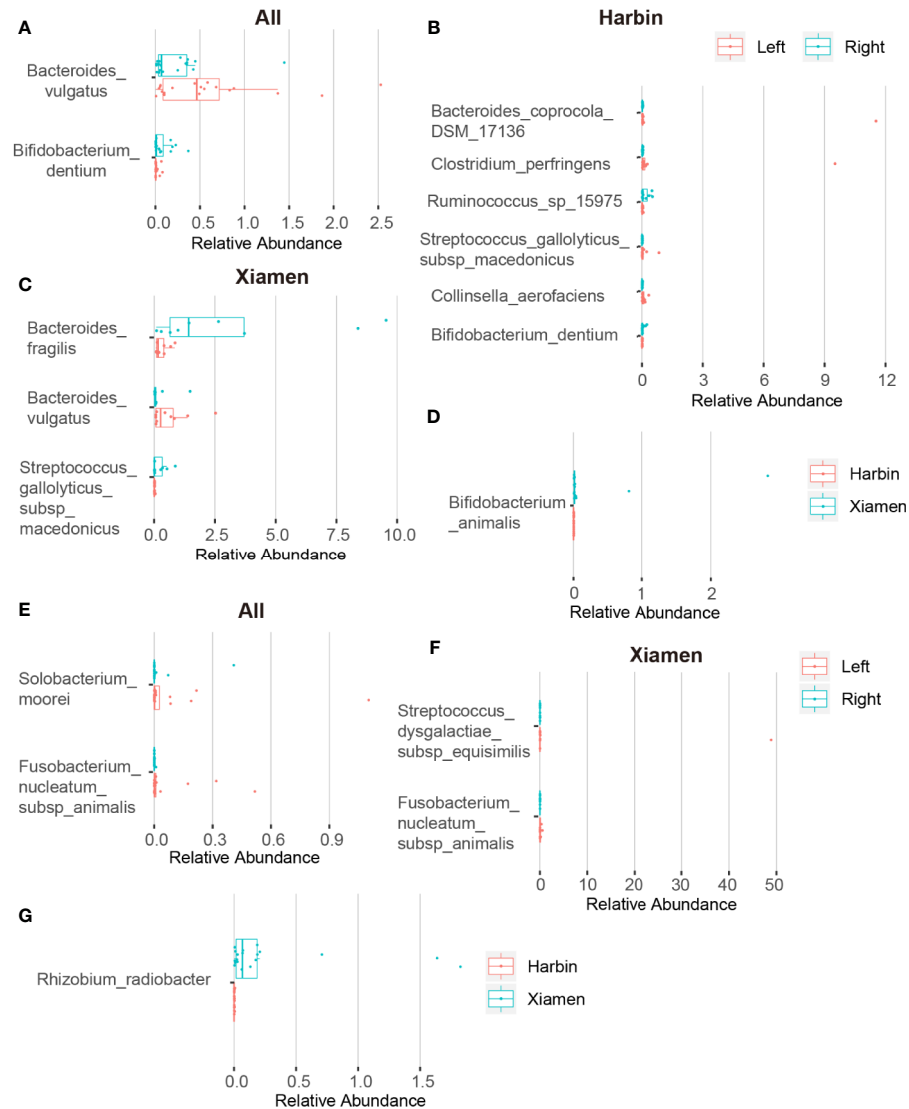 A
All
Bacteroides_
vulgatus
Bifidobacterium_
dentium
0.0 0.5 1.0 1.5 2.0 2.5
Relative Abundance
B
Harbin
Left Right
Bacteroides_coprocola_
DSM_17136
Clostridium_perfringens
Ruminococcus_sp_15975
Streptococcus_gallolyticus_
subsp_macedonicus
Collinsella_aerofaciens
Bifidobacterium_dentium
0 3 6 9 12
Relative Abundance
C
Xiamen
Bacteroides_
fragilis
Bacteroides_
vulgatus
Streptococcus_
gallolyticus_
subsp_
macedonicus
0.0 2.5 5.0 7.5 10.0
Relative Abundance
D
Harbin
Xiamen
Bifidobacterium
_animalis
0 1 2
Relative Abundance
E
All
Solobacterium_
moorei
Fusobacterium_
nucleatum_
subsp_animalis
0.0 0.3 0.6 0.9
Relative Abundance
F
Xiamen
Left
Right
Streptococcus_
dysgalactiae_
subsp_equisimilis
Fusobacterium_
nucleatum_
subsp_animalis
0 10 20 30 40 50
Relative Abundance
G
Rhizobium_radiobacter
Harbin
Xiamen
0.0 0.5 1.0 1.5
Relative Abundance